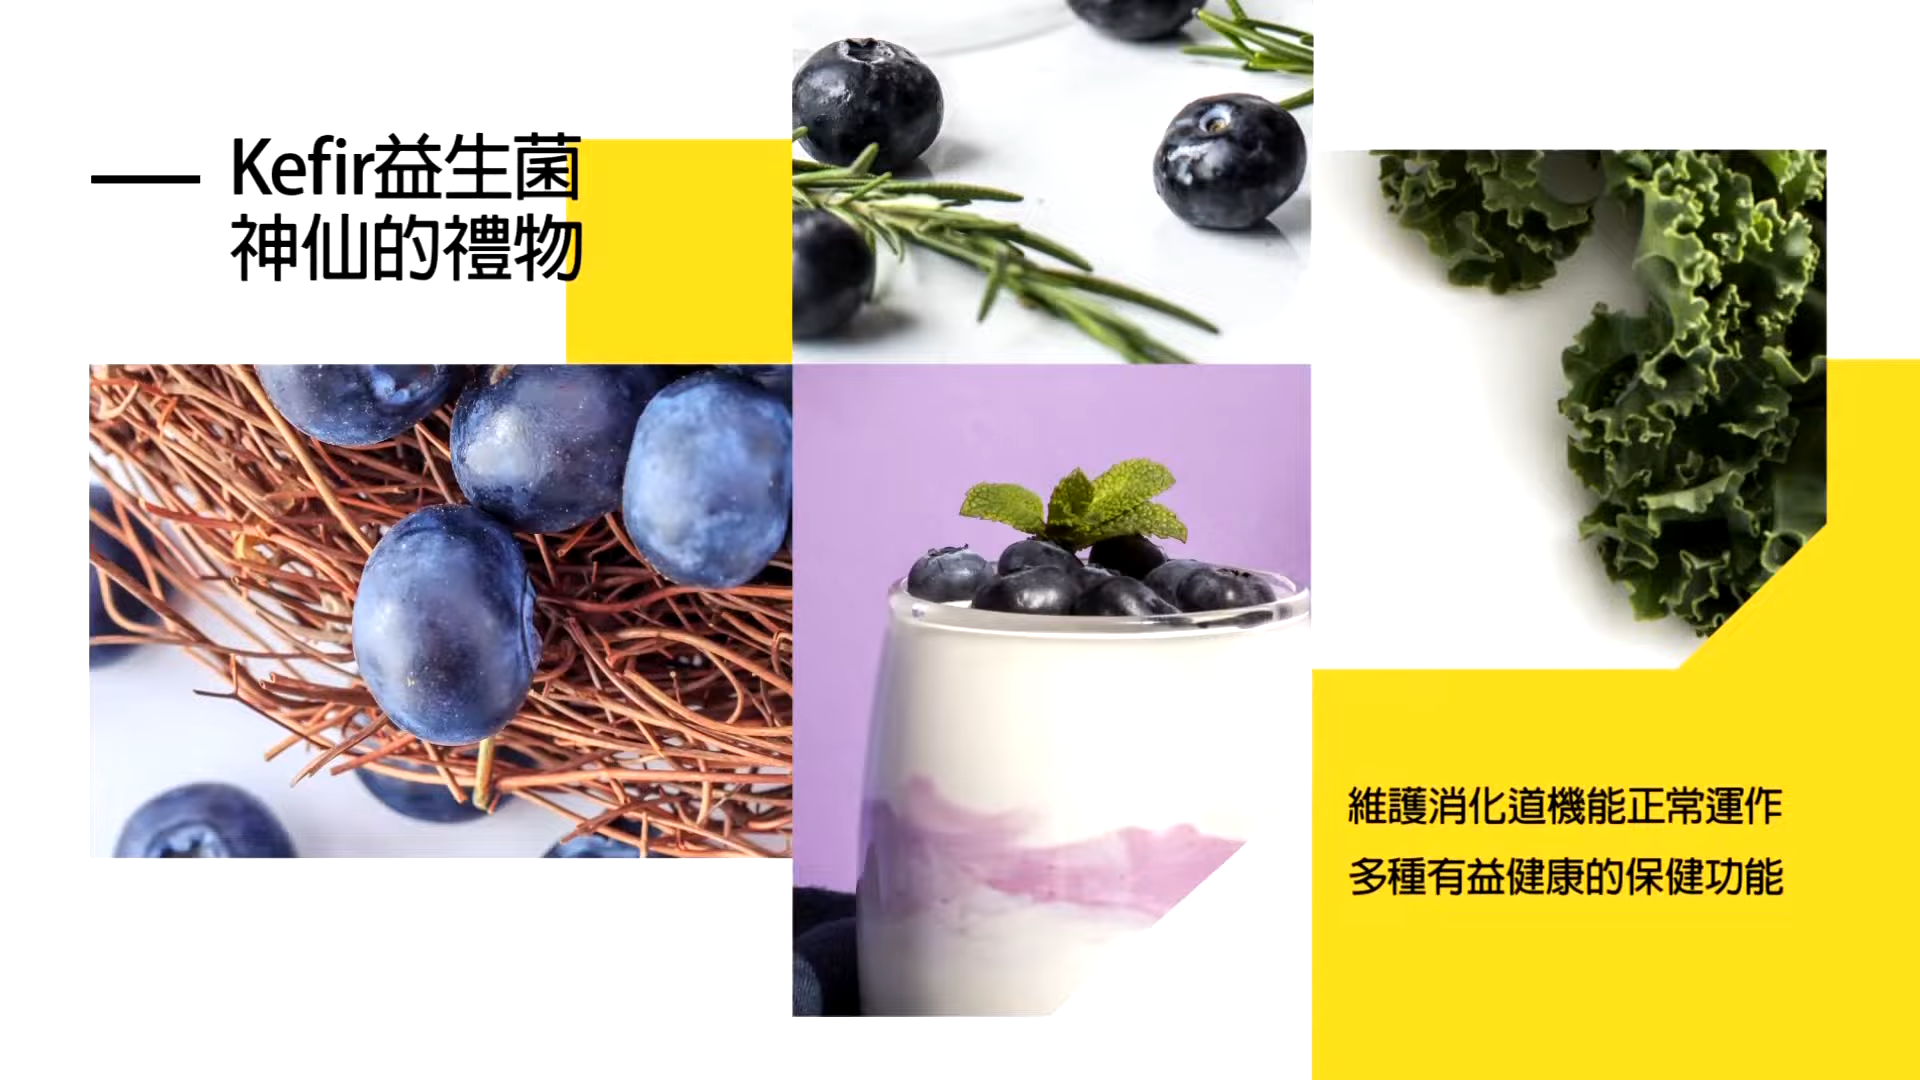 Kefir益生菌
神仙的禮物
維護消化道機能正常運作
多種有益健康的保健功能